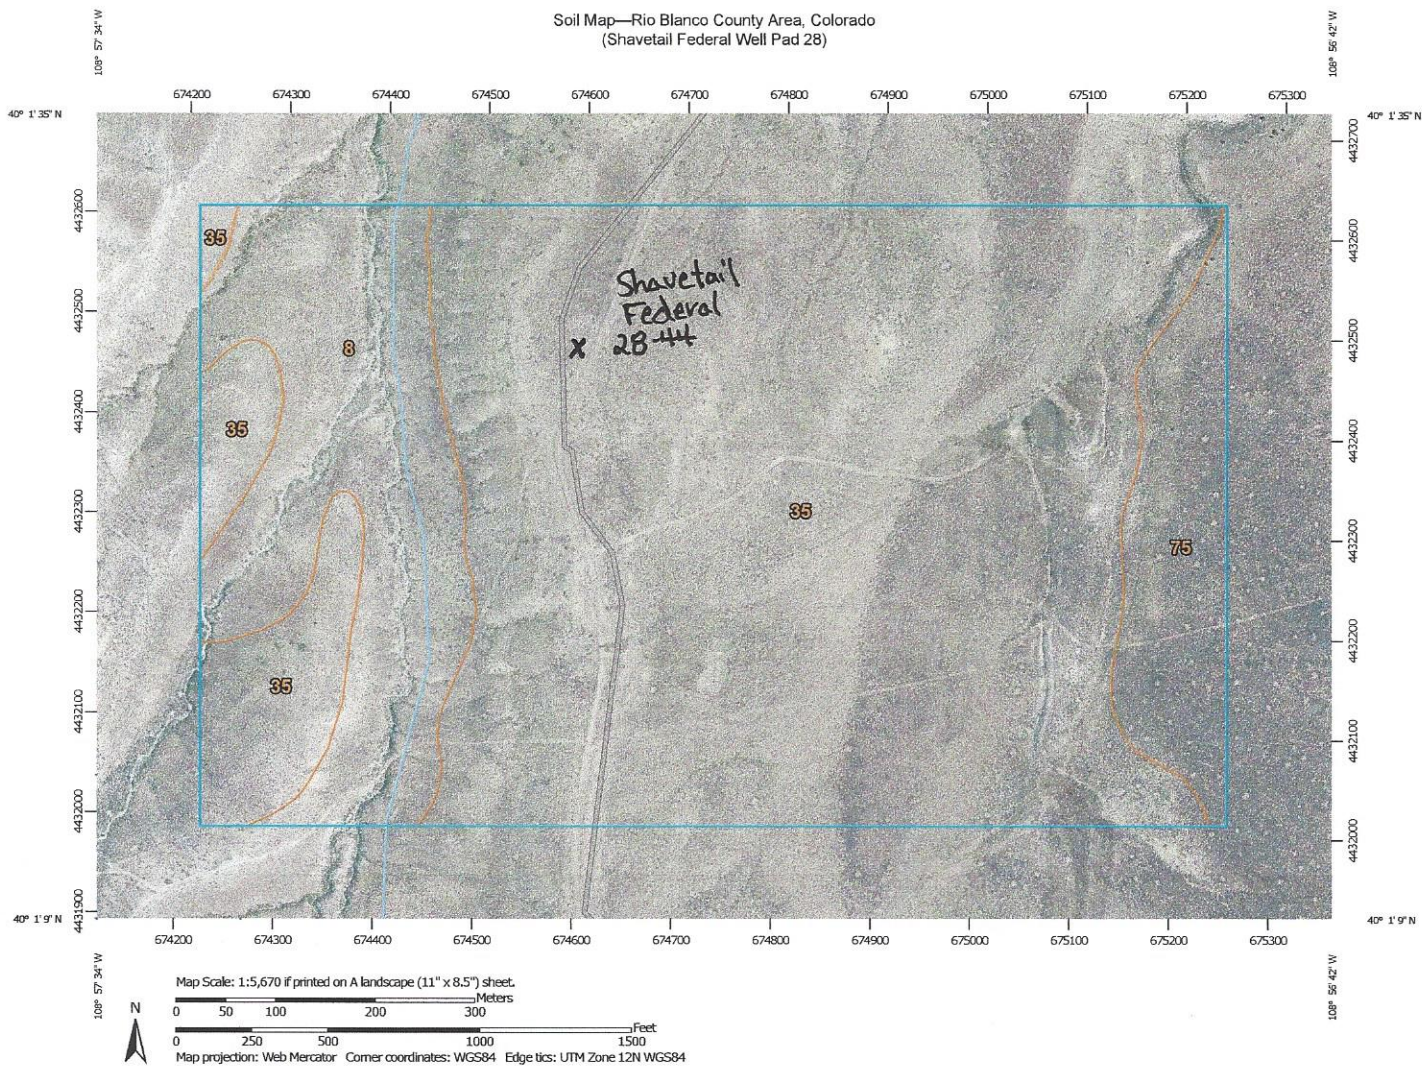 Soil Map—Rio Blanco County Area, Colorado
(Shavetail Federal Well Pad 28)
108° 57' 34" W
108° 56' 42" W
674200 674300 674400 674500 674600 674700 674800 674900 675000 675100 675200 675300
40° 1' 35" N
40° 1' 35" N
4432700
4432600
4432600
35
Shavetail
Federal
X 28-44
4432500
4432500
8
4432400
4432400
35
4432300
4432300
35
75
4432200
4432200
35
4432100
4432100
4432000
4432000
4431900
40° 1' 9" N
40° 1' 9" N
674200 674300 674400 674500 674600 674700 674800 674900 675000 675100 675200 675300
108° 57' 34" W
108° 56' 42" W
Map Scale: 1:5,670 if printed on A landscape (11" x 8.5") sheet.
N
Meters
0 50 100 200 300
Feet
0 250 500 1000 1500
Map projection: Web Mercator Corner coordinates: WGS84 Edge tics: UTM Zone 12N WGS84